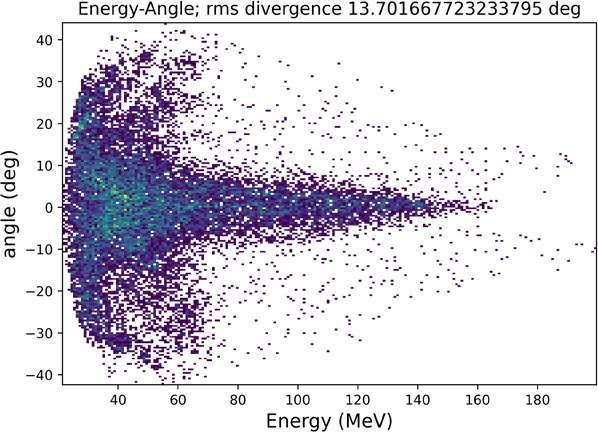 Energy-Angle; rms divergence 13.701667723233795 deg
40
30
20
10
0
−10
−20
−30
−40
angle (deg)
40 60 80 100 120 140 160 180
Energy (MeV)